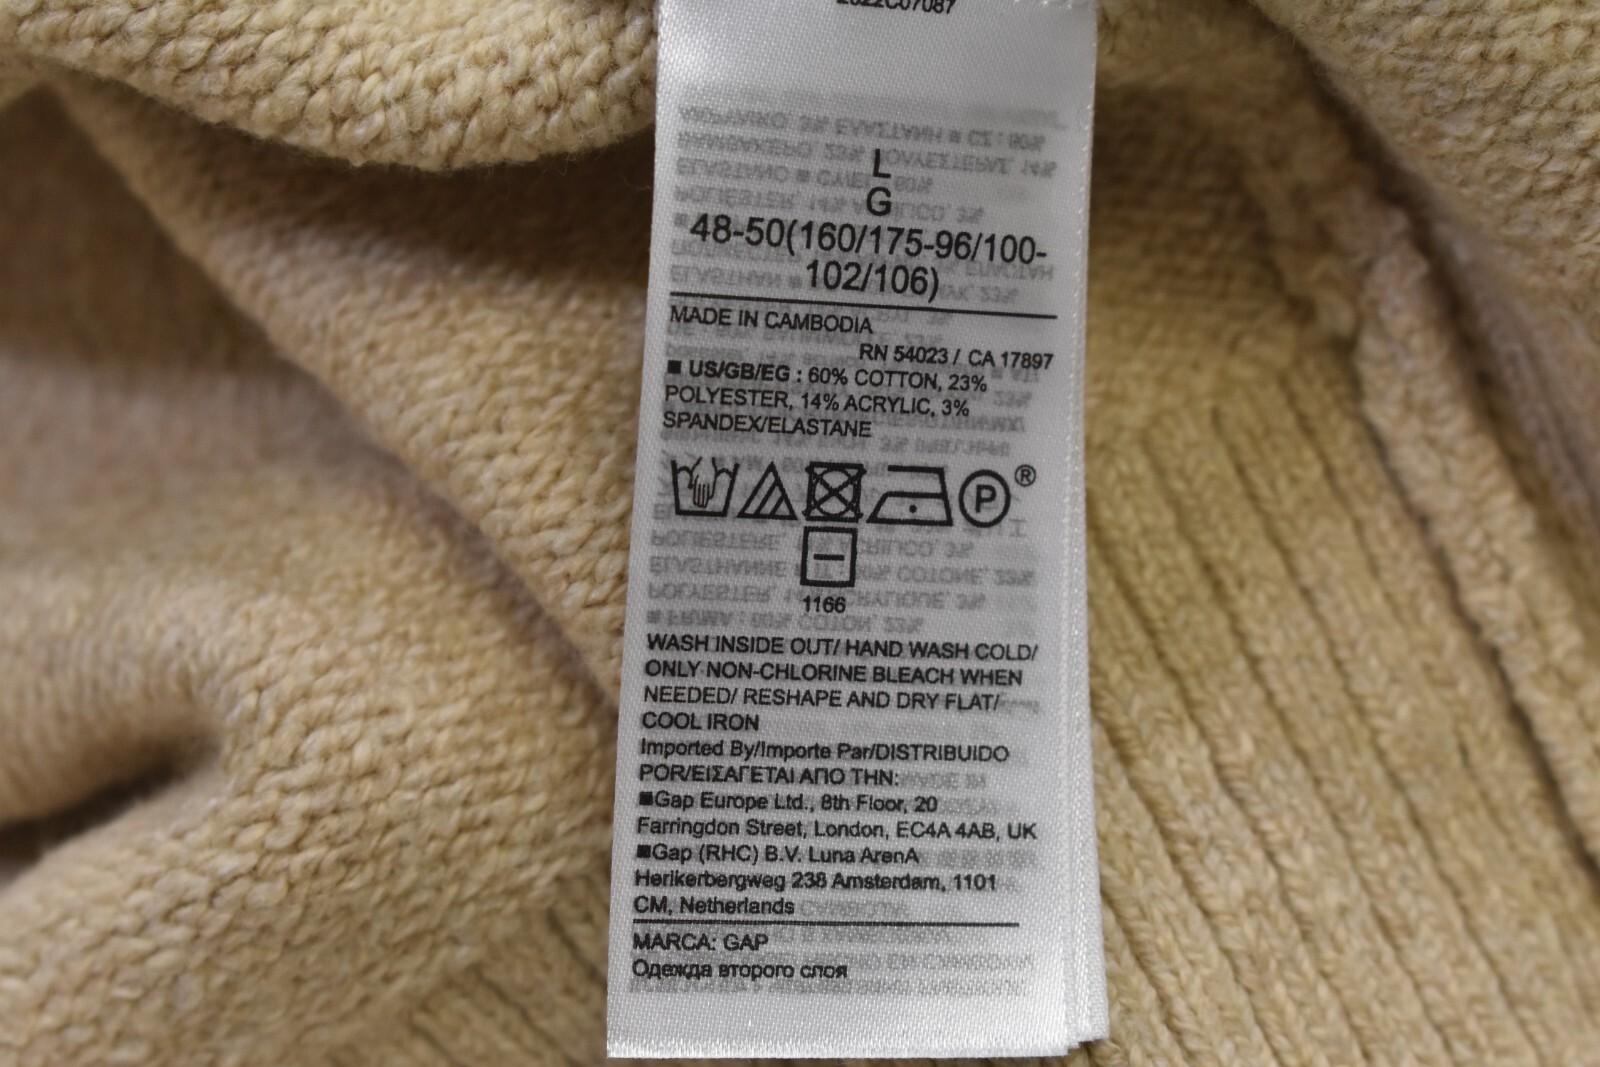 L
G
48-50(160/175-96/100-
102/106)
MADE IN CAMBODIA
RN 54023 / CA 17897
■ US/GB/EG : 60% COTTON, 23%
POLYESTER, 14% ACRYLIC, 3%
SPANDEX/ELASTANE
P ®
1166
WASH INSIDE OUT/ HAND WASH COLD/
ONLY NON-CHLORINE BLEACH WHEN
NEEDED/ RESHAPE AND DRY FLAT/
COOL IRON
Imported By/Importe Par/DISTRIBUIDO
POR/ΕΙΣΑΓΕΤΑΙ ΑΠΟ ΤΗΝ:
■Gap Europe Ltd., 8th Floor, 20
Farringdon Street, London, EC4A 4AB, UK
■Gap (RHC) B.V. Luna ArenA
Herikerbergweg 238 Amsterdam, 1101
CM, Netherlands
MARCA: GAP
Одежда второго слоя